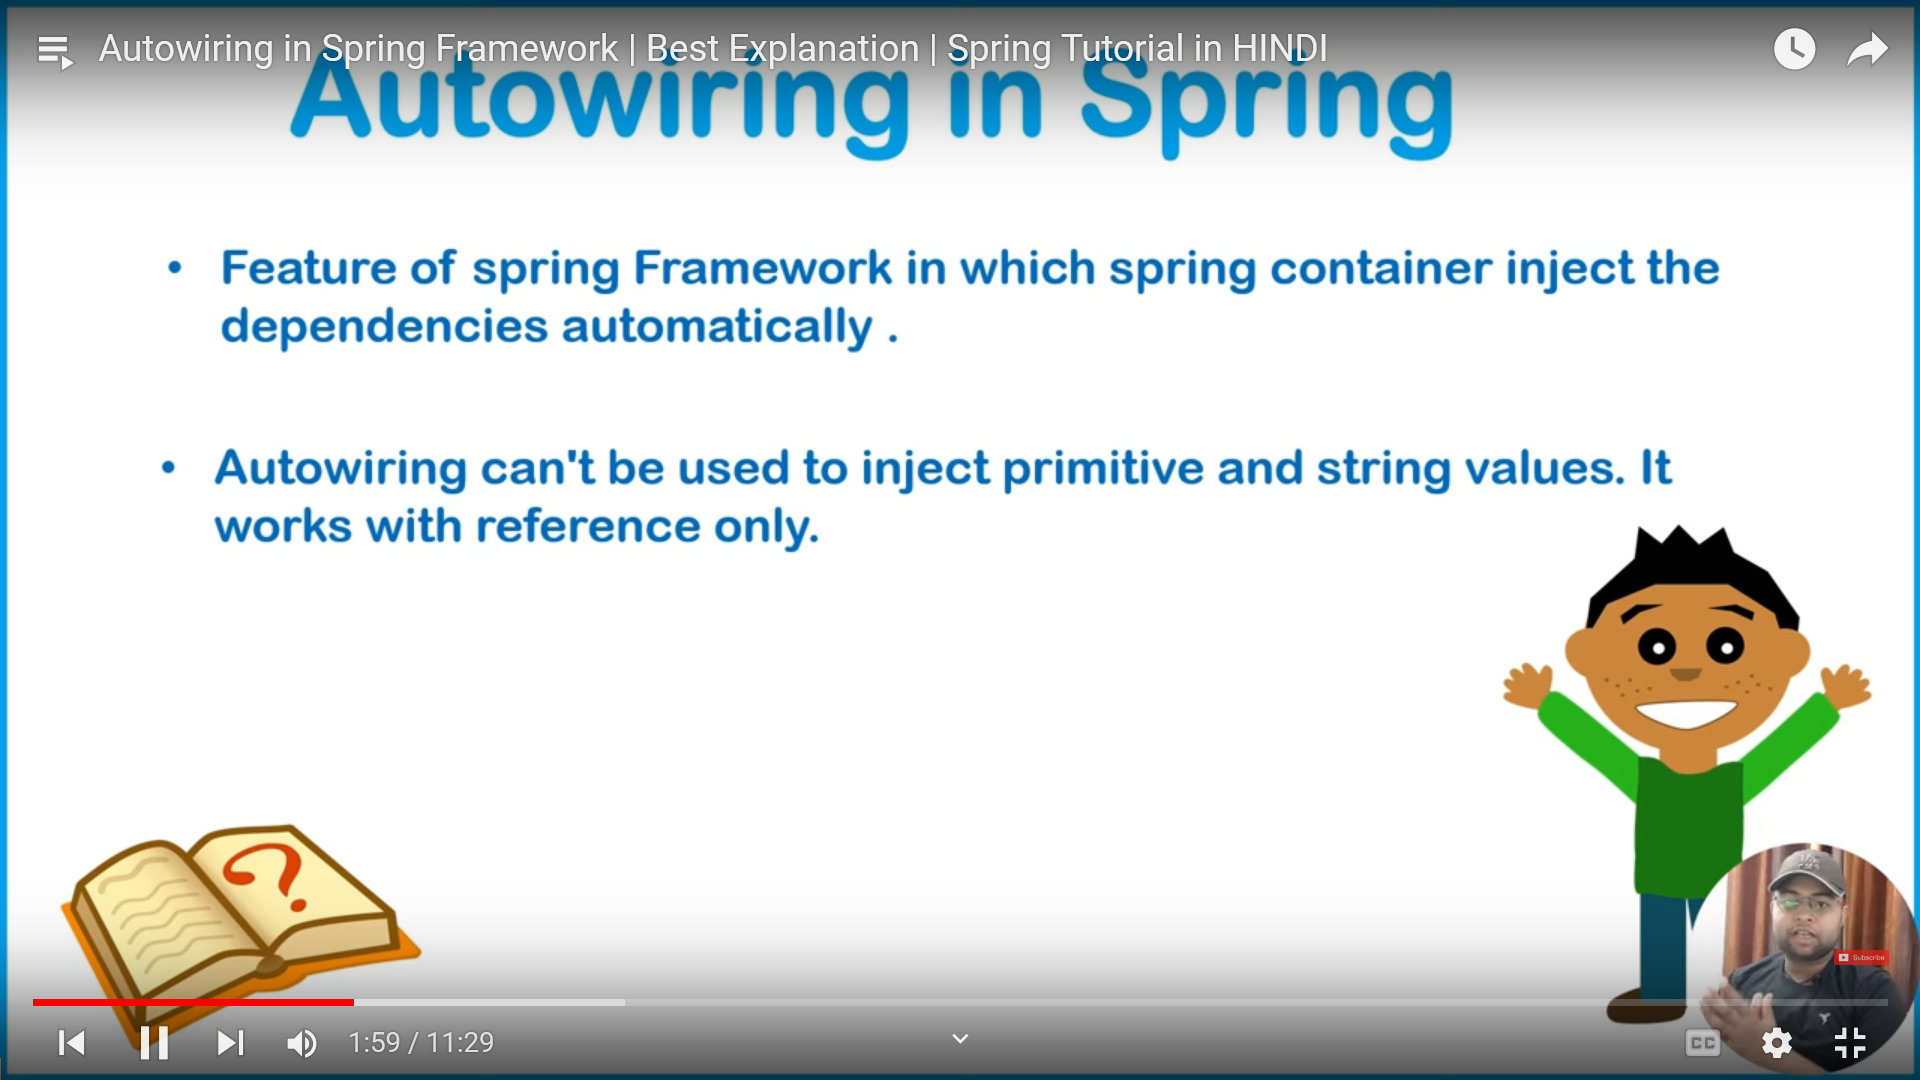 Autowiring in Spring Framework | Best Explanation | Spring Tutorial in HINDI
Autowiring in Spring
• Feature of spring Framework in which spring container inject the
dependencies automatically .
• Autowiring can't be used to inject primitive and string values. It
works with reference only.
?
Subscribe
1:59 / 11:29
CC